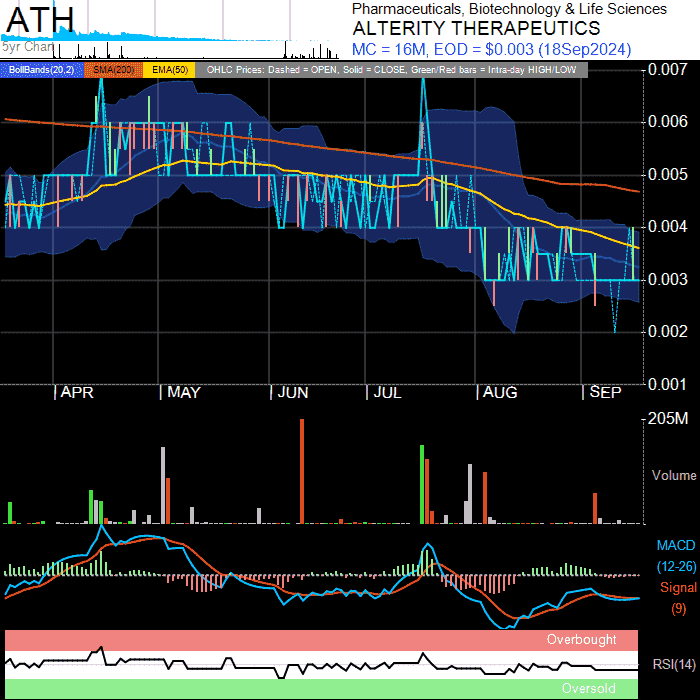 ATH
Pharmaceuticals, Biotechnology & Life Sciences
ALTERITY THERAPEUTICS
5yr Chart
MC = 16M, EOD = $0.003 (18Sep2024)
BollBands(20,2) SMA(200) EMA(50) OHLC Prices: Dashed = OPEN, Solid = CLOSE, Green/Red bars = Intra-day HIGH/LOW
0.007
0.006
0.005
0.004
0.003
0.002
0.001
APR MAY JUN JUL AUG SEP
205M
Volume
MACD
(12-26)
Signal
(9)
Overbought
RSI(14)
Oversold